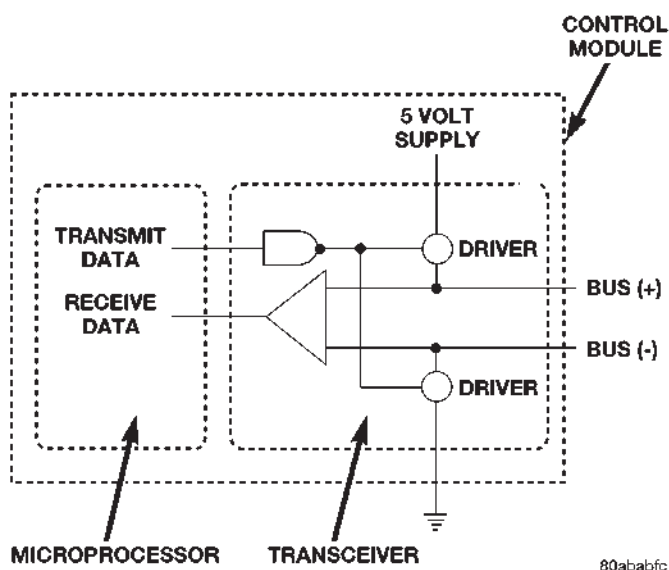 CONTROL
MODULE
5 VOLT
SUPPLY
TRANSMIT
DATA
DRIVER
RECEIVE
DATA
BUS (+)
BUS (-)
DRIVER
MICROPROCESSOR
TRANSCEIVER
80ababfc